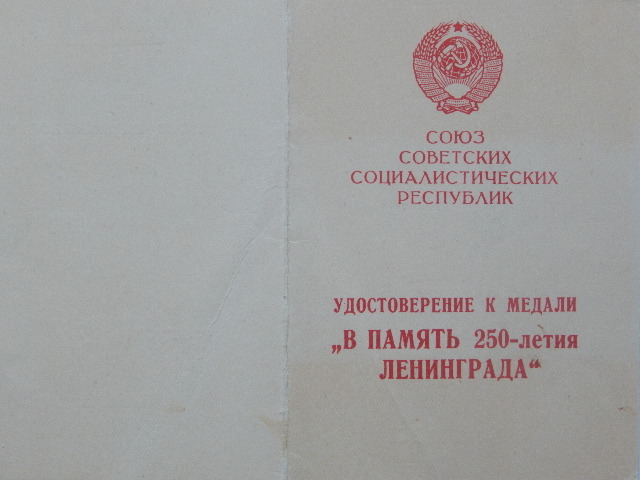 СОЮЗ
СОВЕТСКИХ
СОЦИАЛИСТИЧЕСКИХ
РЕСПУБЛИК
УДОСТОВЕРЕНИЕ К МЕДАЛИ
„В ПАМЯТЬ 250-летия
ЛЕНИНГРАДА“